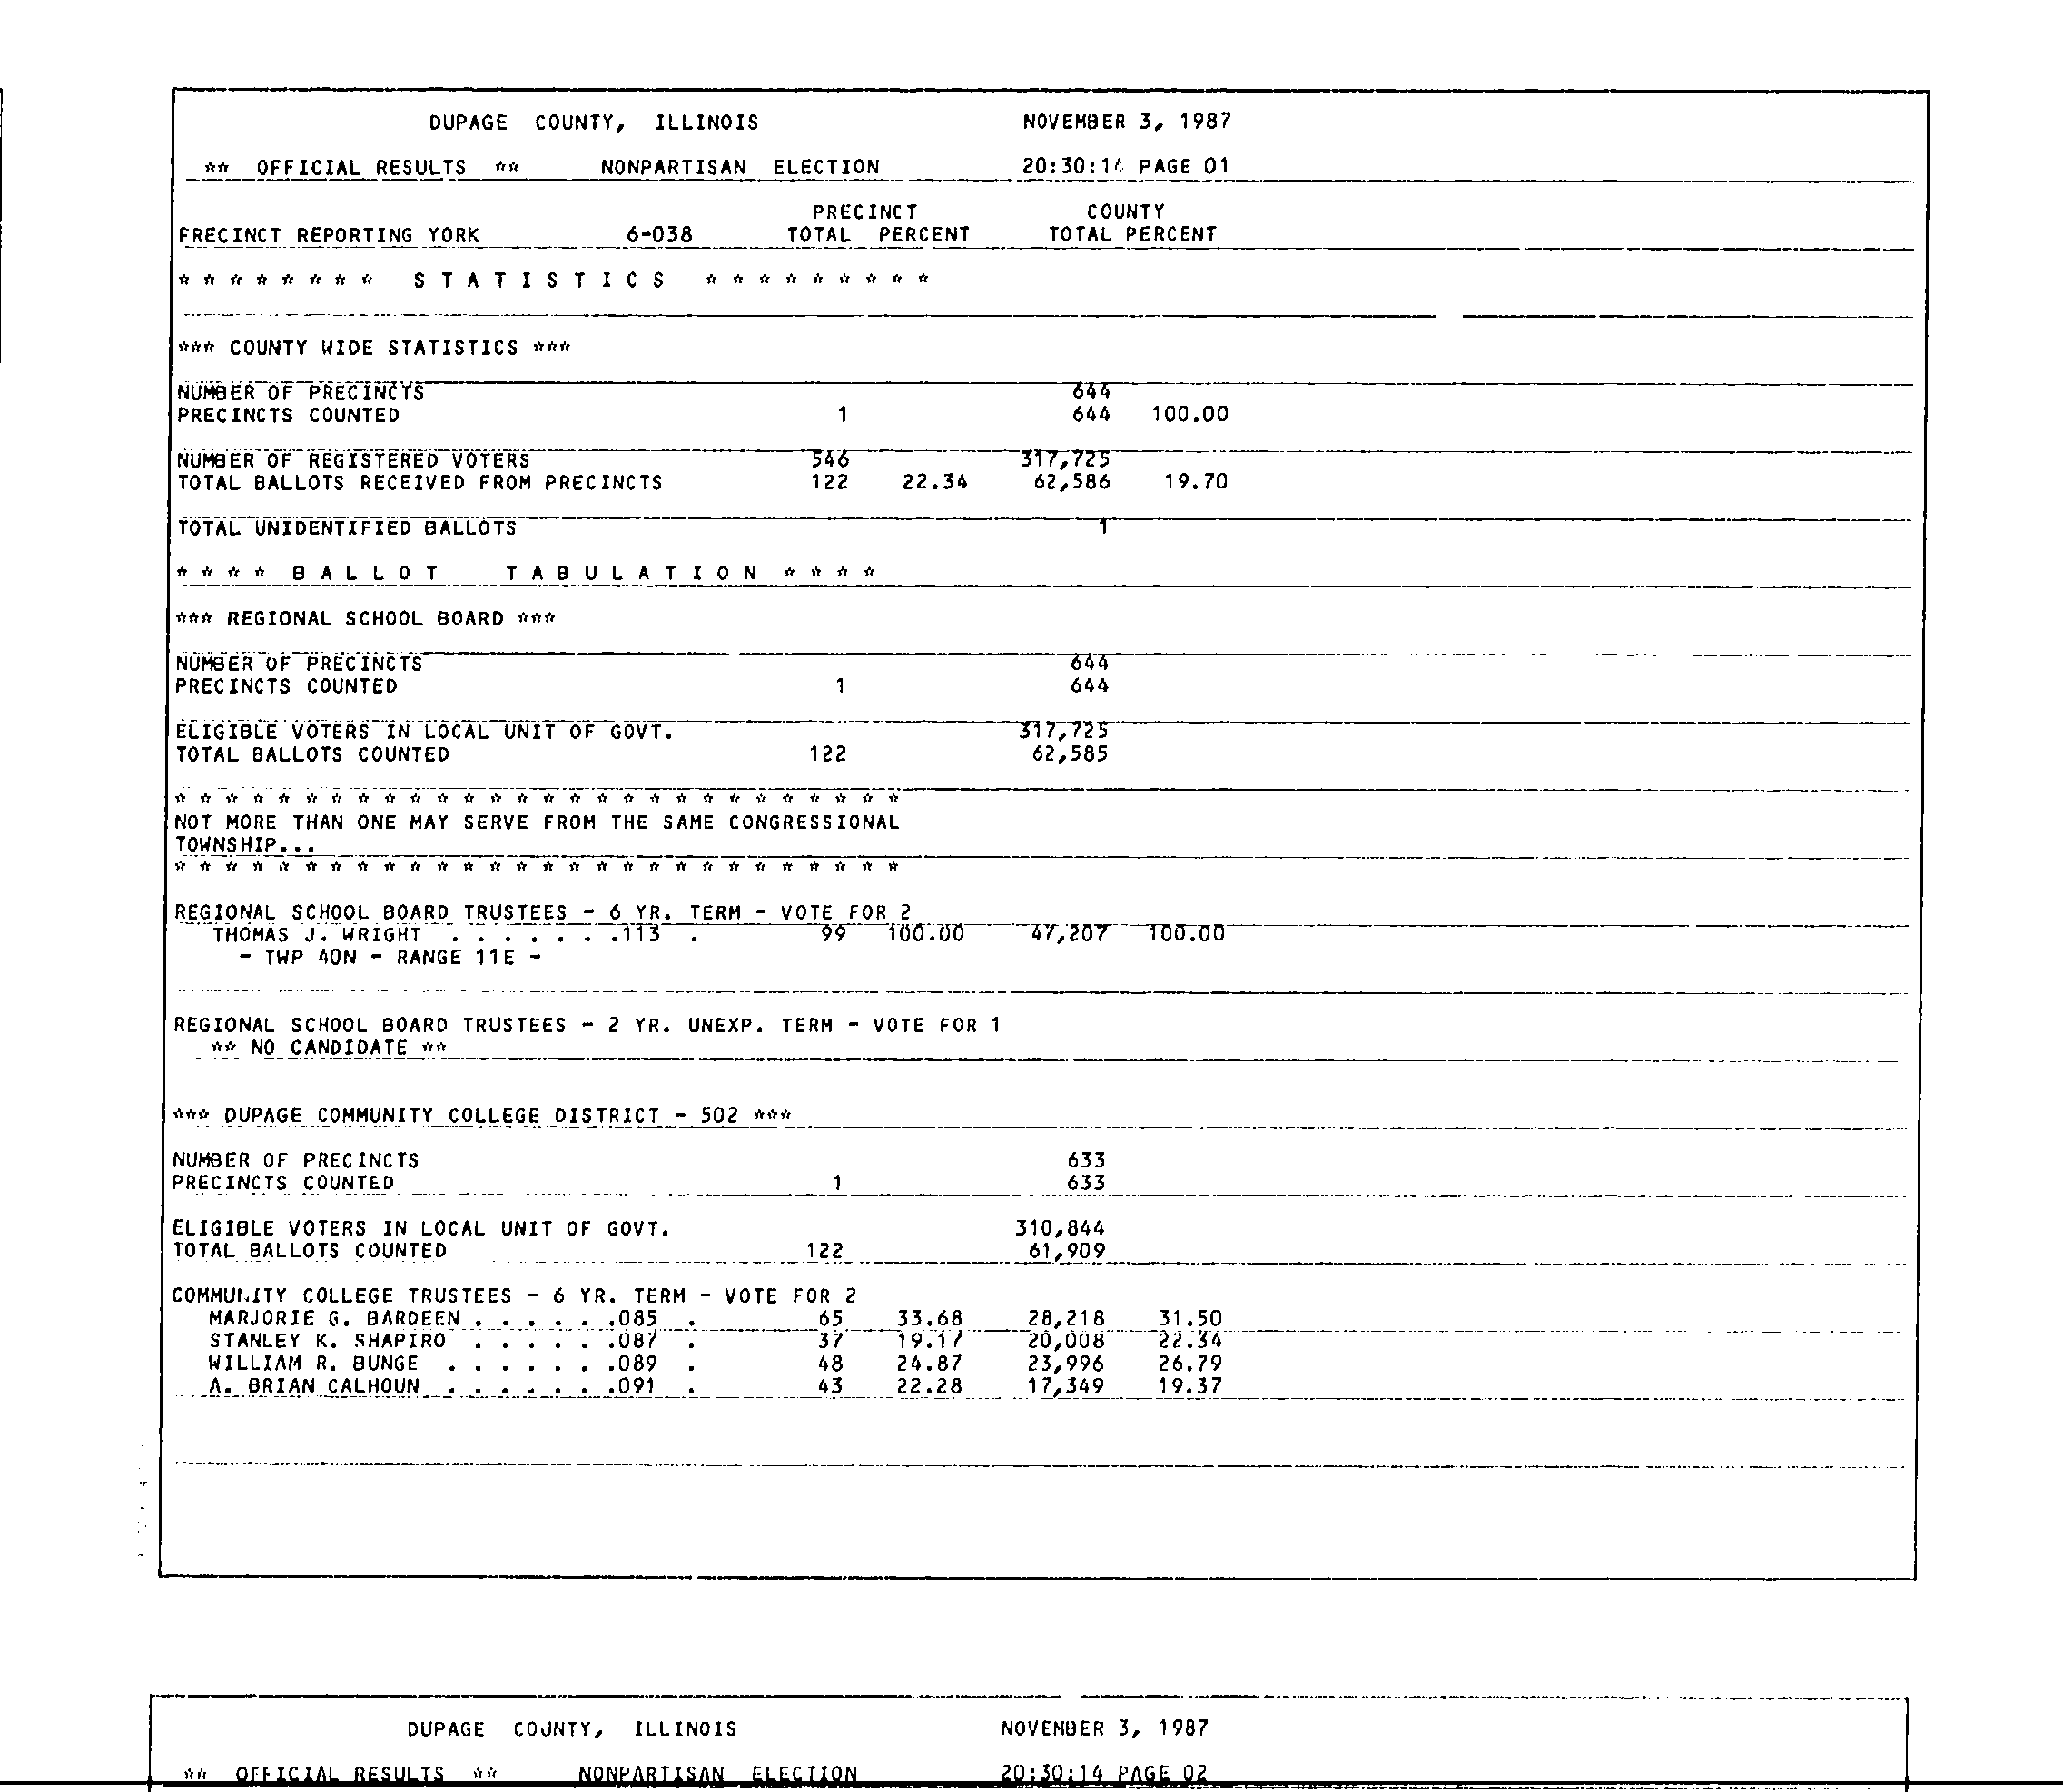 DUPAGE COUNTY, ILLINOIS NOVEMBER 3, 1987
** OFFICIAL RESULTS ** NONPARTISAN ELECTION 20:30:14 PAGE 01
PRECINCT COUNTY
PRECINCT REPORTING YORK 6-038 TOTAL PERCENT TOTAL PERCENT
* * * * * * * * S T A T I S T I C S * * * * * * * * *
*** COUNTY WIDE STATISTICS ***
NUMBER OF PRECINCTS 644
PRECINCTS COUNTED 1 644 100.00
NUMBER OF REGISTERED VOTERS 546 317,725
TOTAL BALLOTS RECEIVED FROM PRECINCTS 122 22.34 62,586 19.70
TOTAL UNIDENTIFIED BALLOTS 1
* * * * B A L L O T T A B U L A T I O N * * * *
*** REGIONAL SCHOOL BOARD ***
NUMBER OF PRECINCTS 644
PRECINCTS COUNTED 1 644
ELIGIBLE VOTERS IN LOCAL UNIT OF GOVT. 317,725
TOTAL BALLOTS COUNTED 122 62,585
* * * * * * * * * * * * * * * * * * * * * * * * * * * *
NOT MORE THAN ONE MAY SERVE FROM THE SAME CONGRESSIONAL
TOWNSHIP...
* * * * * * * * * * * * * * * * * * * * * * * * * * * *
REGIONAL SCHOOL BOARD TRUSTEES - 6 YR. TERM - VOTE FOR 2
THOMAS J. WRIGHT . . . . . . .113 . 99 100.00 47,207 100.00
- TWP 40N - RANGE 11E -
REGIONAL SCHOOL BOARD TRUSTEES - 2 YR. UNEXP. TERM - VOTE FOR 1
** NO CANDIDATE **
*** DUPAGE COMMUNITY COLLEGE DISTRICT - 502 ***
NUMBER OF PRECINCTS 633
PRECINCTS COUNTED 1 633
ELIGIBLE VOTERS IN LOCAL UNIT OF GOVT. 310,844
TOTAL BALLOTS COUNTED 122 61,909
COMMUNITY COLLEGE TRUSTEES - 6 YR. TERM - VOTE FOR 2
MARJORIE G. BARDEEN . . . . . .085 . 65 33.68 28,218 31.50
STANLEY K. SHAPIRO . . . . . .087 . 37 19.17 20,008 22.34
WILLIAM R. BUNGE . . . . . . .089 . 48 24.87 23,996 26.79
A. BRIAN CALHOUN . . . . . . .091 . 43 22.28 17,349 19.37
DUPAGE COUNTY, ILLINOIS NOVEMBER 3, 1987
** OFFICIAL RESULTS ** NONPARTISAN ELECTION 20:30:14 PAGE 02